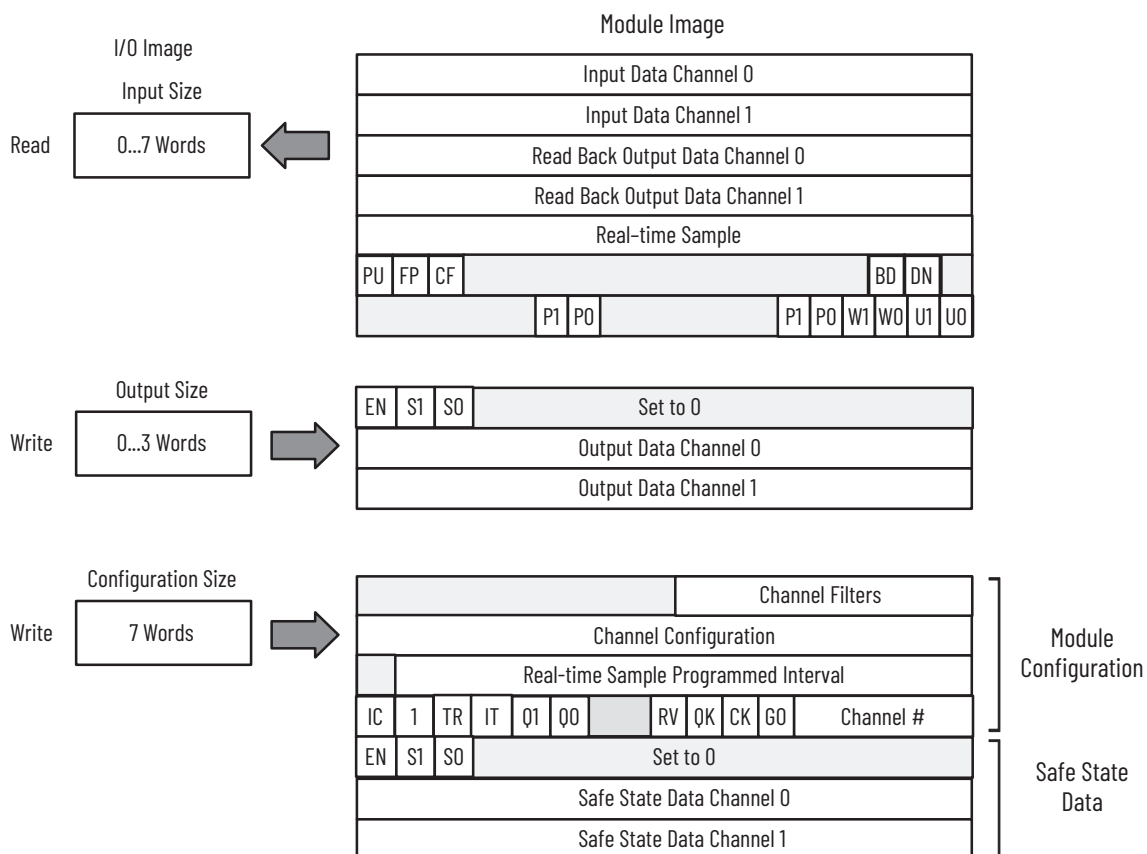 Module Image
I/O Image
Input Size
Read
0...7 Words
Input Data Channel 0
Input Data Channel 1
Read Back Output Data Channel 0
Read Back Output Data Channel 1
Real-time Sample
PU FP CF BD DN
P1 P0 P1 P0 W1 W0 U1 U0
Output Size
Write
0...3 Words
EN S1 S0 Set to 0
Output Data Channel 0
Output Data Channel 1
Configuration Size
Write
7 Words
Channel Filters
Channel Configuration
Real-time Sample Programmed Interval
IC 1 TR IT Q1 Q0 RV QK CK GO Channel #
Module
Configuration
EN S1 S0 Set to 0
Safe State Data Channel 0
Safe State Data Channel 1
Safe State
Data